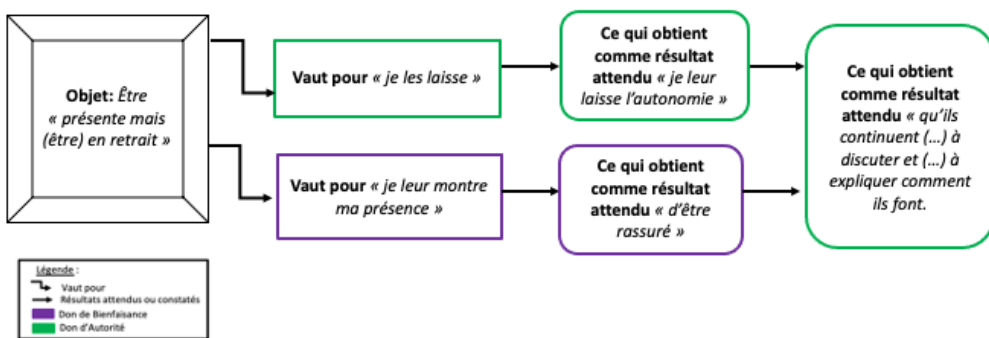 Objet: Être
« présente mais
(être) en retrait »
Vaut pour « je les laisse »
Ce qui obtient
comme résultat
attendu « je leur
laisse l’autonomie »
Vaut pour « je leur montre
ma présence »
Ce qui obtient
comme résultat
attendu « d’être
rassuré »
Ce qui obtient
comme résultat
attendu « qu’ils
continuent (…) à
discuter et (…) à
expliquer comment
ils font.
Légende :
Vaut pour
Résultats attendus ou constatés
Don de Bienfaisance
Don d’Autorité